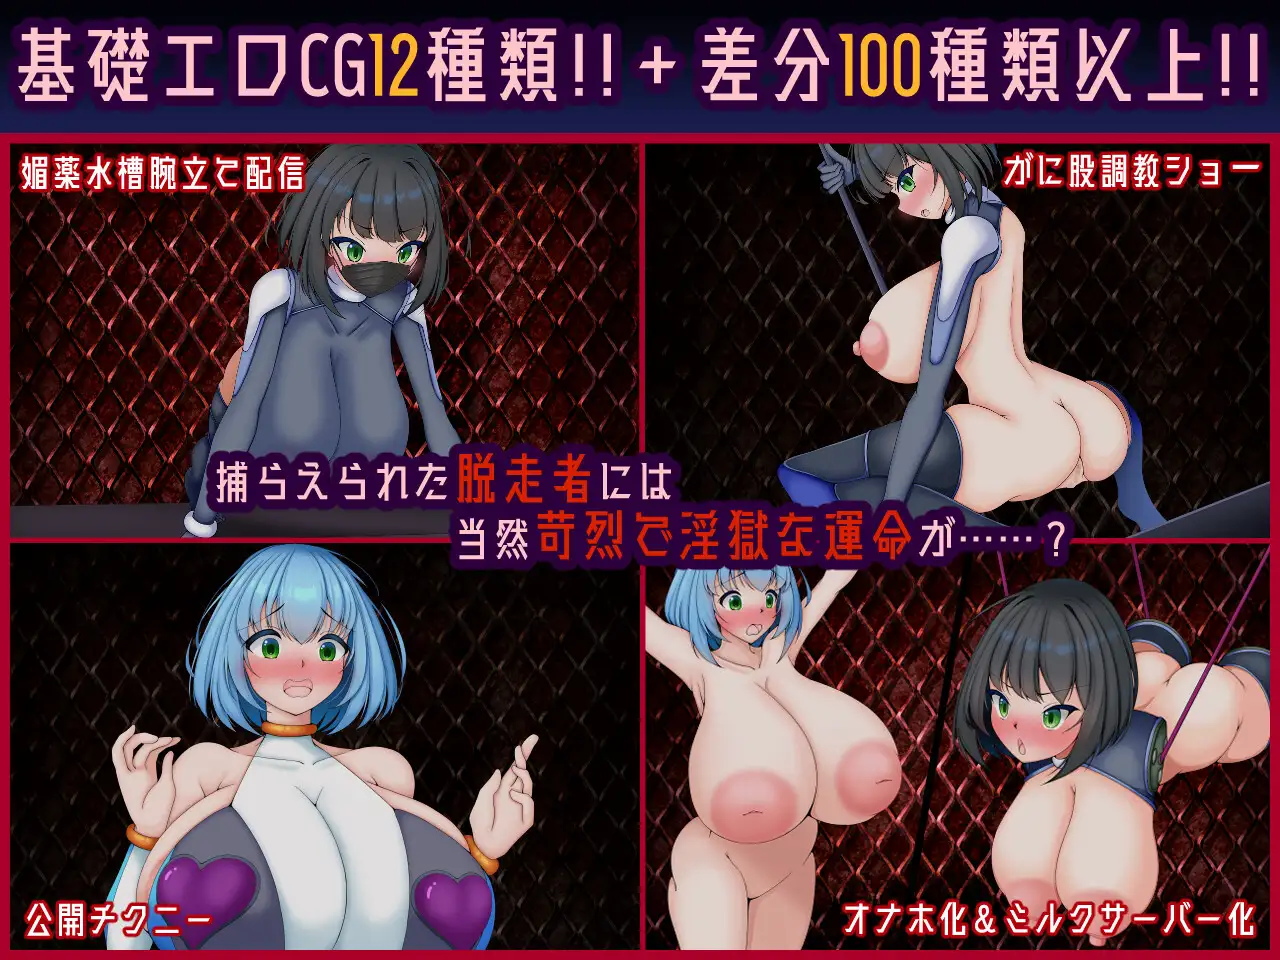 基礎エロCG12種類!!＋差分100種類以上!!
媚薬水槽腕立て配信
がに股調教ショー
捕らえられた脱走者には
当然苛烈で淫獄な運命が……？
公開チクニー
オナホ化＆ミルクサーバー化